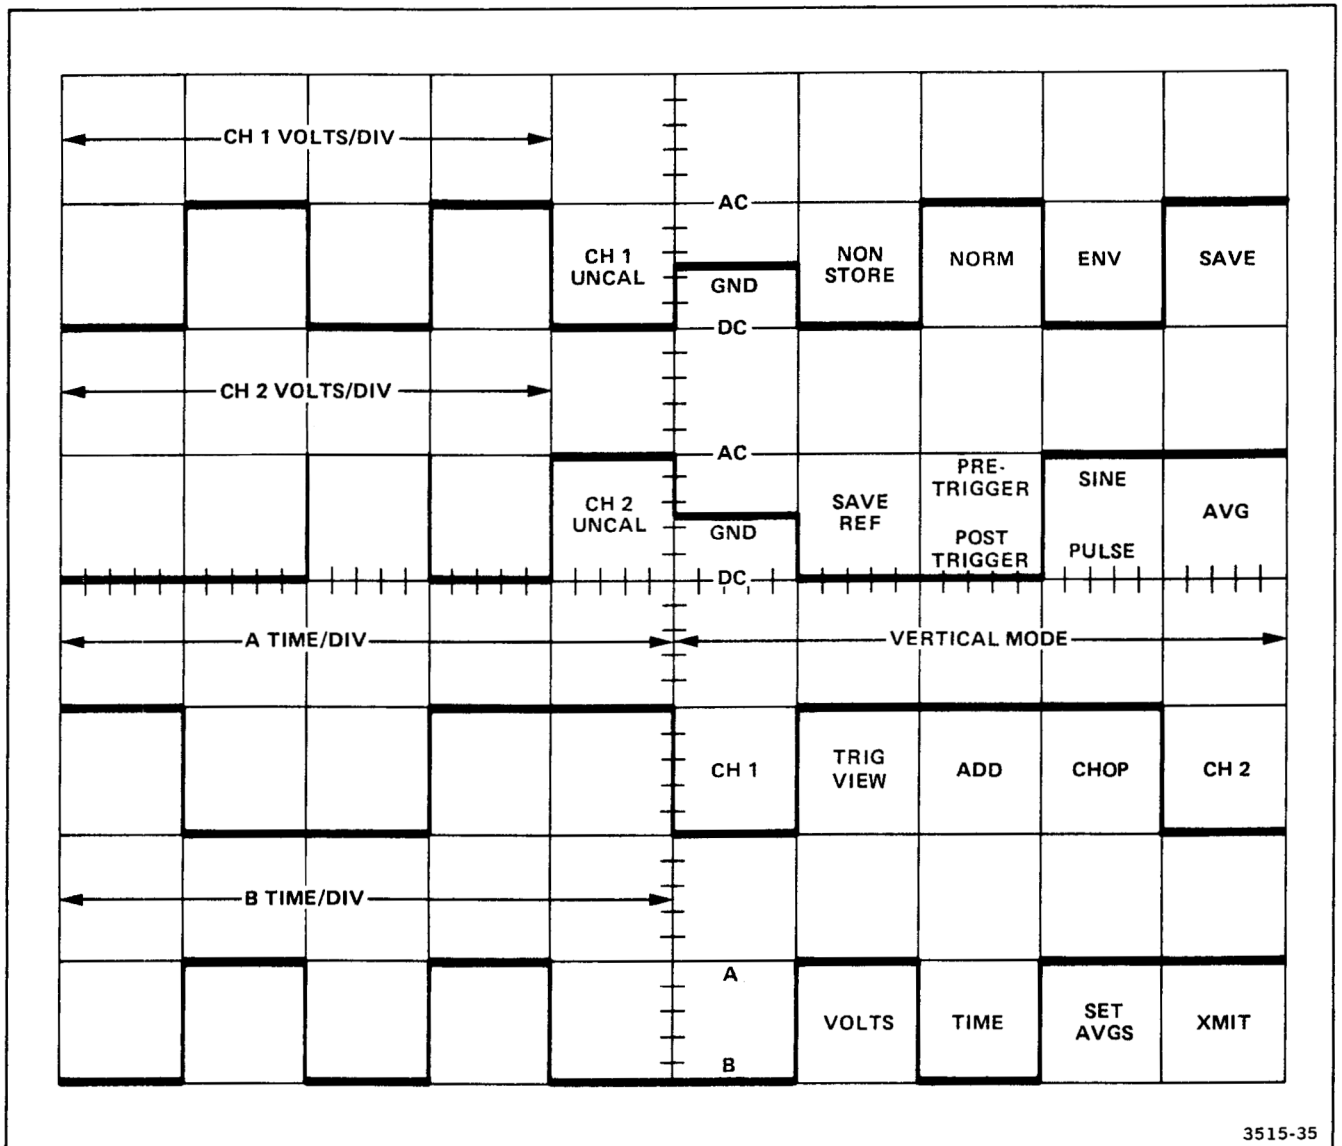 CH 1 VOLTS/DIV
AC
CH 1
UNCAL
GND
DC
NON
STORE
NORM
ENV
SAVE
CH 2 VOLTS/DIV
AC
CH 2
UNCAL
GND
DC
SAVE
REF
PRE-
TRIGGER
POST
TRIGGER
SINE
PULSE
AVG
A TIME/DIV
VERTICAL MODE
CH 1
TRIG
VIEW
ADD
CHOP
CH 2
B TIME/DIV
A
B
VOLTS
TIME
SET
AVGS
XMIT
3515-35